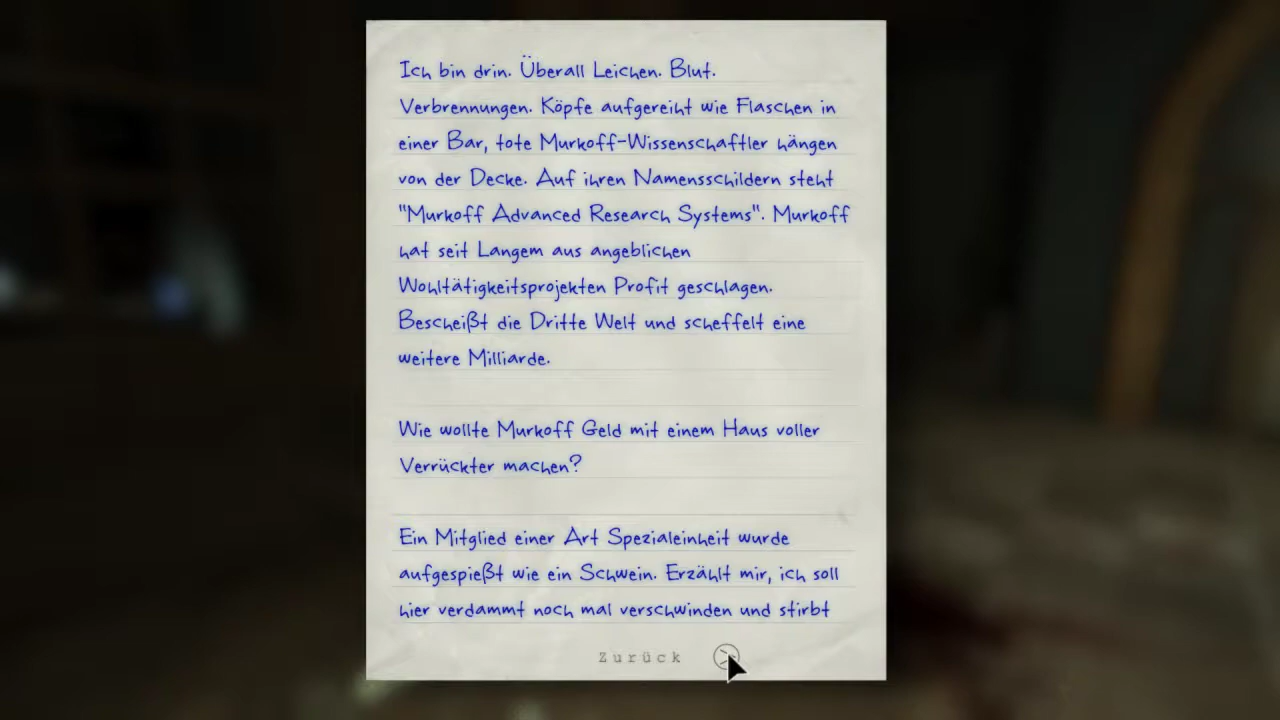 Ich bin drin. Überall Leichen. Blut.
Verbrennungen. Köpfe aufgereiht wie Flaschen in
einer Bar, tote Murkoff-Wissenschaftler hängen
von der Decke. Auf ihren Namensschildern steht
"Murkoff Advanced Research Systems". Murkoff
hat seit Langem aus angeblichen
Wohltätigkeitsprojekten Profit geschlagen.
Bescheißt die Dritte Welt und scheffelt eine
weitere Milliarde.
Wie wollte Murkoff Geld mit einem Haus voller
Verrückter machen?
Ein Mitglied einer Art Spezialeinheit wurde
aufgespießt wie ein Schwein. Erzählt mir, ich soll
hier verdammt noch mal verschwinden und stirbt
Zurück